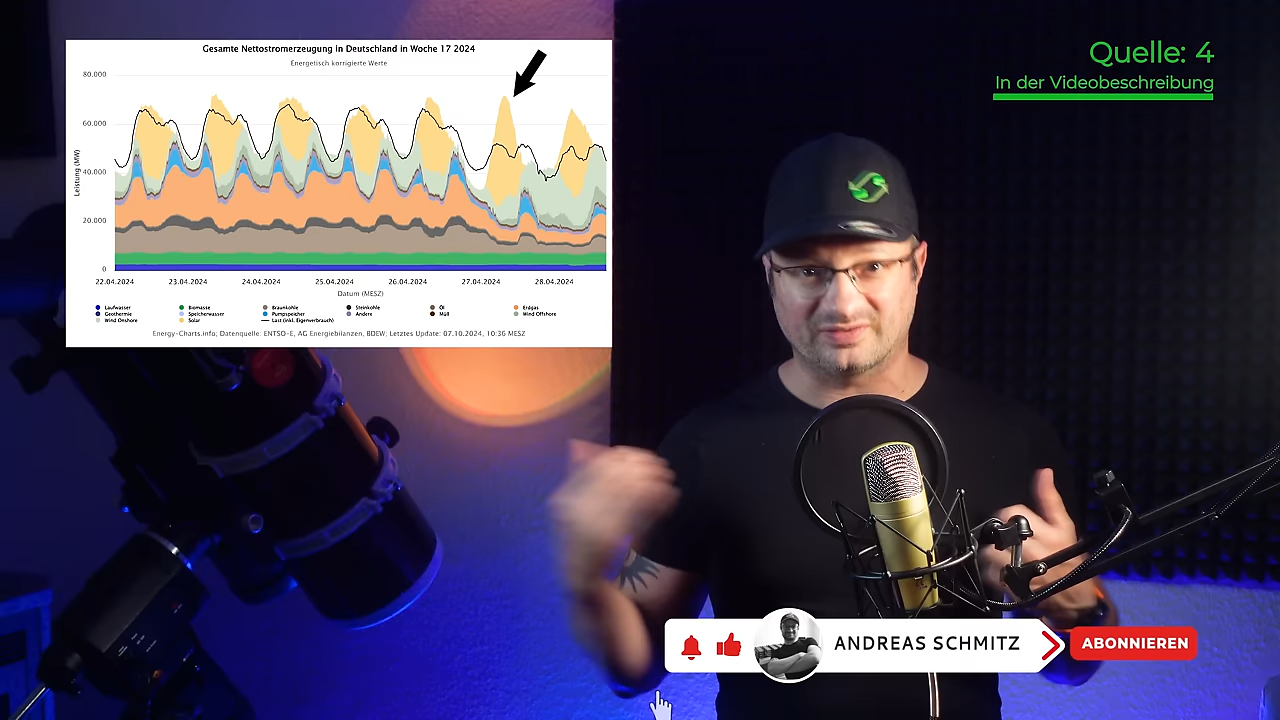 Gesamte Nettostromerzeugung in Deutschland in Woche 17 2024
Energetisch korrigierte Werte
80.000
60.000
40.000
20.000
0
Leistung (MW)
22.04.2024 23.04.2024 24.04.2024 25.04.2024 26.04.2024 27.04.2024 28.04.2024
Datum (MESZ)
Laufwasser Biomasse Braunkohle Steinkohle Öl Erdgas
Geothermie Speicherwasser Pumpspeicher Andere Müll Wind Offshore
Wind Onshore Solar Last (inkl. Eigenverbrauch)
Energy-Charts.info; Datenquelle: ENTSO-E, AG Energiebilanzen, BDEW; Letztes Update: 07.10.2024, 10:36 MESZ
Quelle: 4
In der Videobeschreibung
ANDREAS SCHMITZ
ABONNIEREN